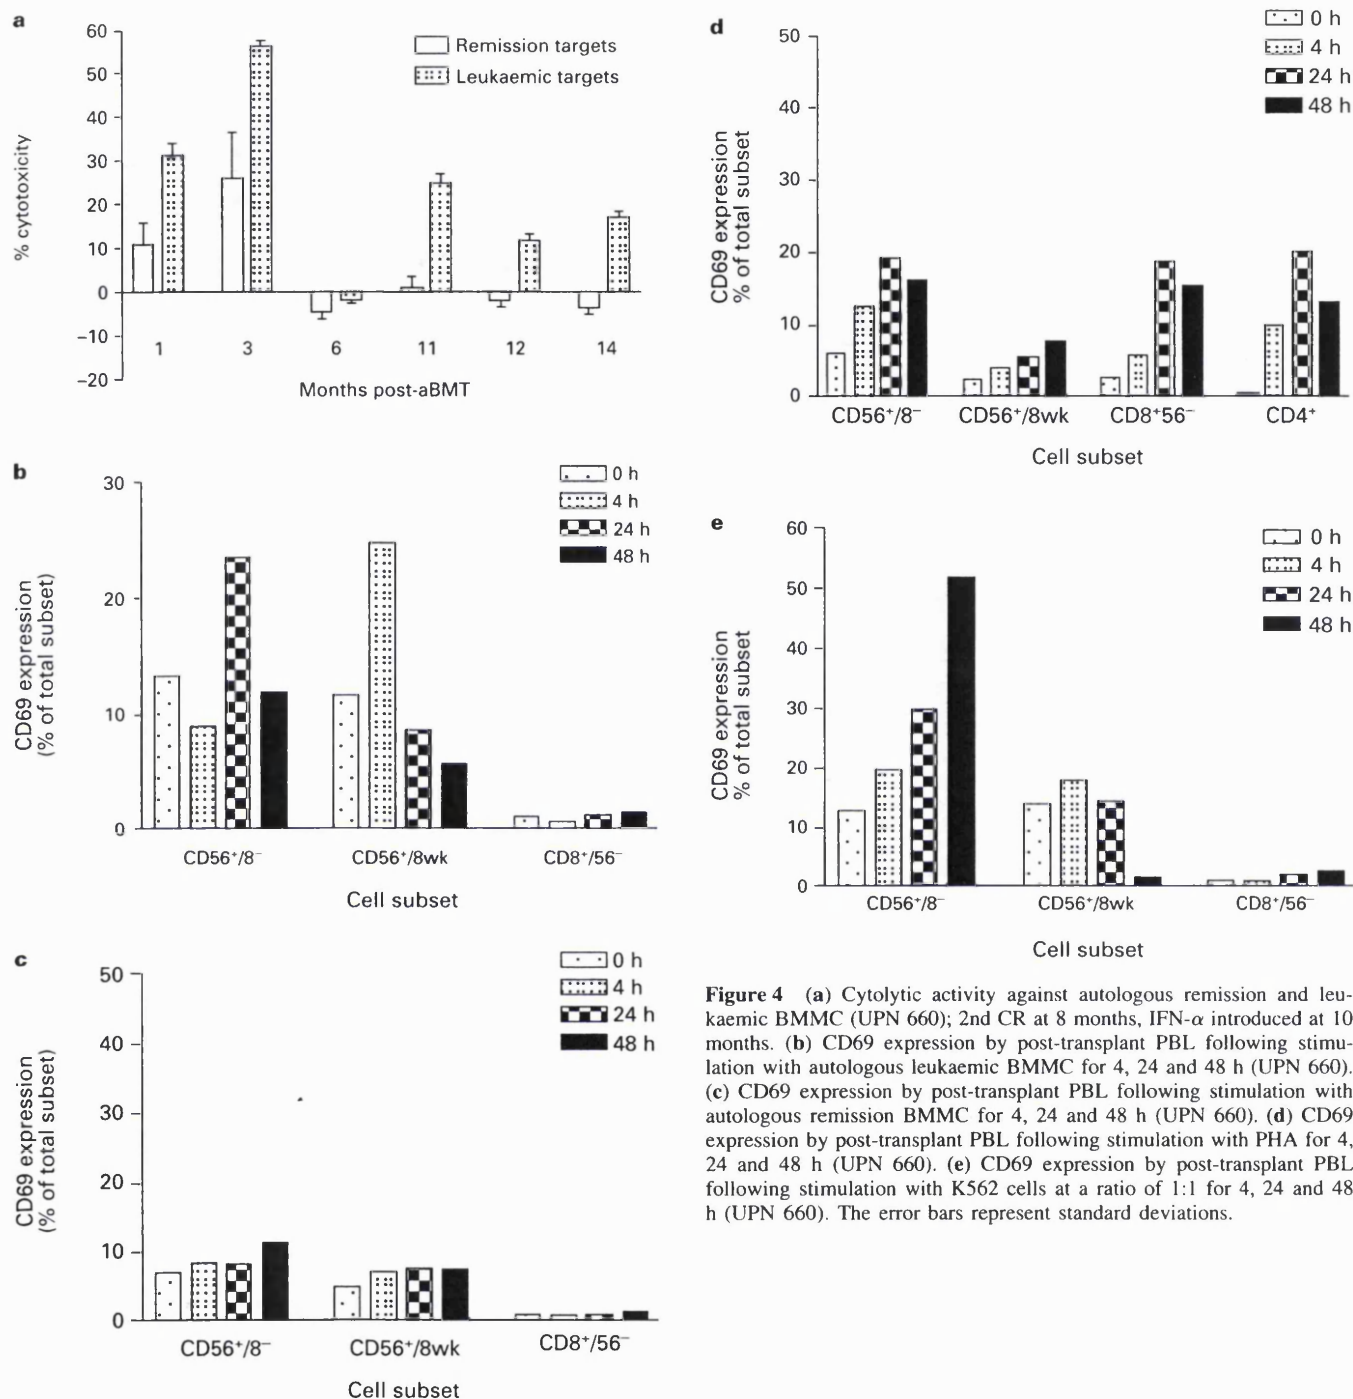 a
60
50
40
30
20
10
0
−10
−20
% cytotoxicity
Remission targets
Leukaemic targets
1 3 6 11 12 14
Months post-aBMT
b
30
20
10
0
CD69 expression
(% of total subset)
0 h
4 h
24 h
48 h
CD56⁺/8⁻ CD56⁺/8wk CD8⁺/56⁻
Cell subset
c
50
40
30
20
10
0
CD69 expression
(% of total subset)
0 h
4 h
24 h
48 h
CD56⁺/8⁻ CD56⁺/8wk CD8⁺/56⁻
Cell subset
d
50
40
30
20
10
0
CD69 expression
% of total subset
0 h
4 h
24 h
48 h
CD56⁺/8⁻ CD56⁺/8wk CD8⁺56⁻ CD4⁺
Cell subset
e
60
50
40
30
20
10
0
CD69 expression
% of total subset
0 h
4 h
24 h
48 h
CD56⁺/8⁻ CD56⁺/8wk CD8⁺/56⁻
Cell subset
Figure 4 (a) Cytolytic activity against autologous remission and leu-
kaemic BMMC (UPN 660); 2nd CR at 8 months, IFN-α introduced at 10
months. (b) CD69 expression by post-transplant PBL following stimu-
lation with autologous leukaemic BMMC for 4, 24 and 48 h (UPN 660).
(c) CD69 expression by post-transplant PBL following stimulation with
autologous remission BMMC for 4, 24 and 48 h (UPN 660). (d) CD69
expression by post-transplant PBL following stimulation with PHA for 4,
24 and 48 h (UPN 660). (e) CD69 expression by post-transplant PBL
following stimulation with K562 cells at a ratio of 1:1 for 4, 24 and 48
h (UPN 660). The error bars represent standard deviations.